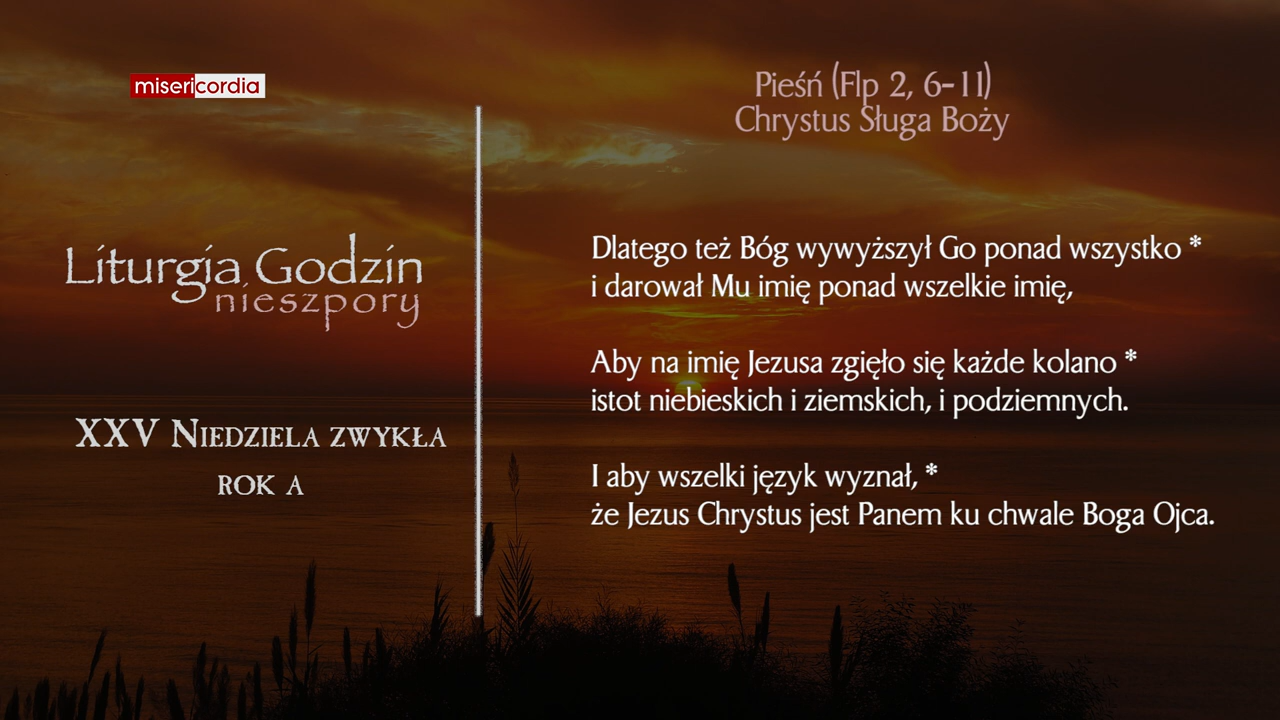 misericordia
Liturgia Godzin
nieszpory
XXV Niedziela zwykła
rok A
Pieśń (Flp 2, 6-11)
Chrystus Sługa Boży
Dlatego też Bóg wywyższył Go ponad wszystko *
i darował Mu imię ponad wszelkie imię,
Aby na imię Jezusa zgięło się każde kolano *
istot niebieskich i ziemskich, i podziemnych.
I aby wszelki język wyznał, *
że Jezus Chrystus jest Panem ku chwale Boga Ojca.